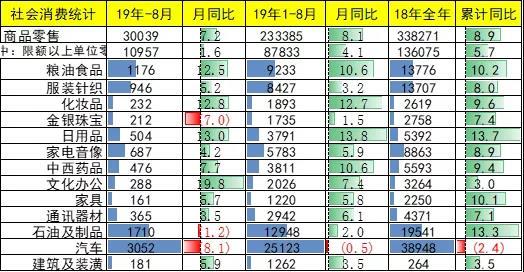 社会消费统计 19年-8月 月同比 19年1-8月 月同比 18年全年 累计同比
商品零售 30039 7.2 233385 8.1 338271 8.9
中：限额以上单位零 10957 1.6 87833 4.1 136075 5.7
粮油食品 1176 12.5 9233 10.6 13776 10.2
服装针织 946 5.2 8427 3.2 13707 8.0
化妆品 232 12.8 1893 12.7 2619 9.6
金银珠宝 212 (7.0) 1735 1.5 2758 7.4
日用品 504 13.0 3791 13.8 5392 13.7
家电音像 687 4.2 5783 5.9 8863 8.9
中西药品 476 7.7 3811 10.6 5593 9.4
文化办公 288 19.8 2026 7.4 3264 3.0
家具 161 5.7 1220 5.8 2250 10.1
通讯器材 365 3.5 2942 6.1 4371 7.1
石油及制品 1710 (1.2) 12948 2.0 19541 13.3
汽车 3052 (8.1) 25123 (0.5) 38948 (2.4)
建筑及装潢 181 5.9 1262 3.5 264 3.5